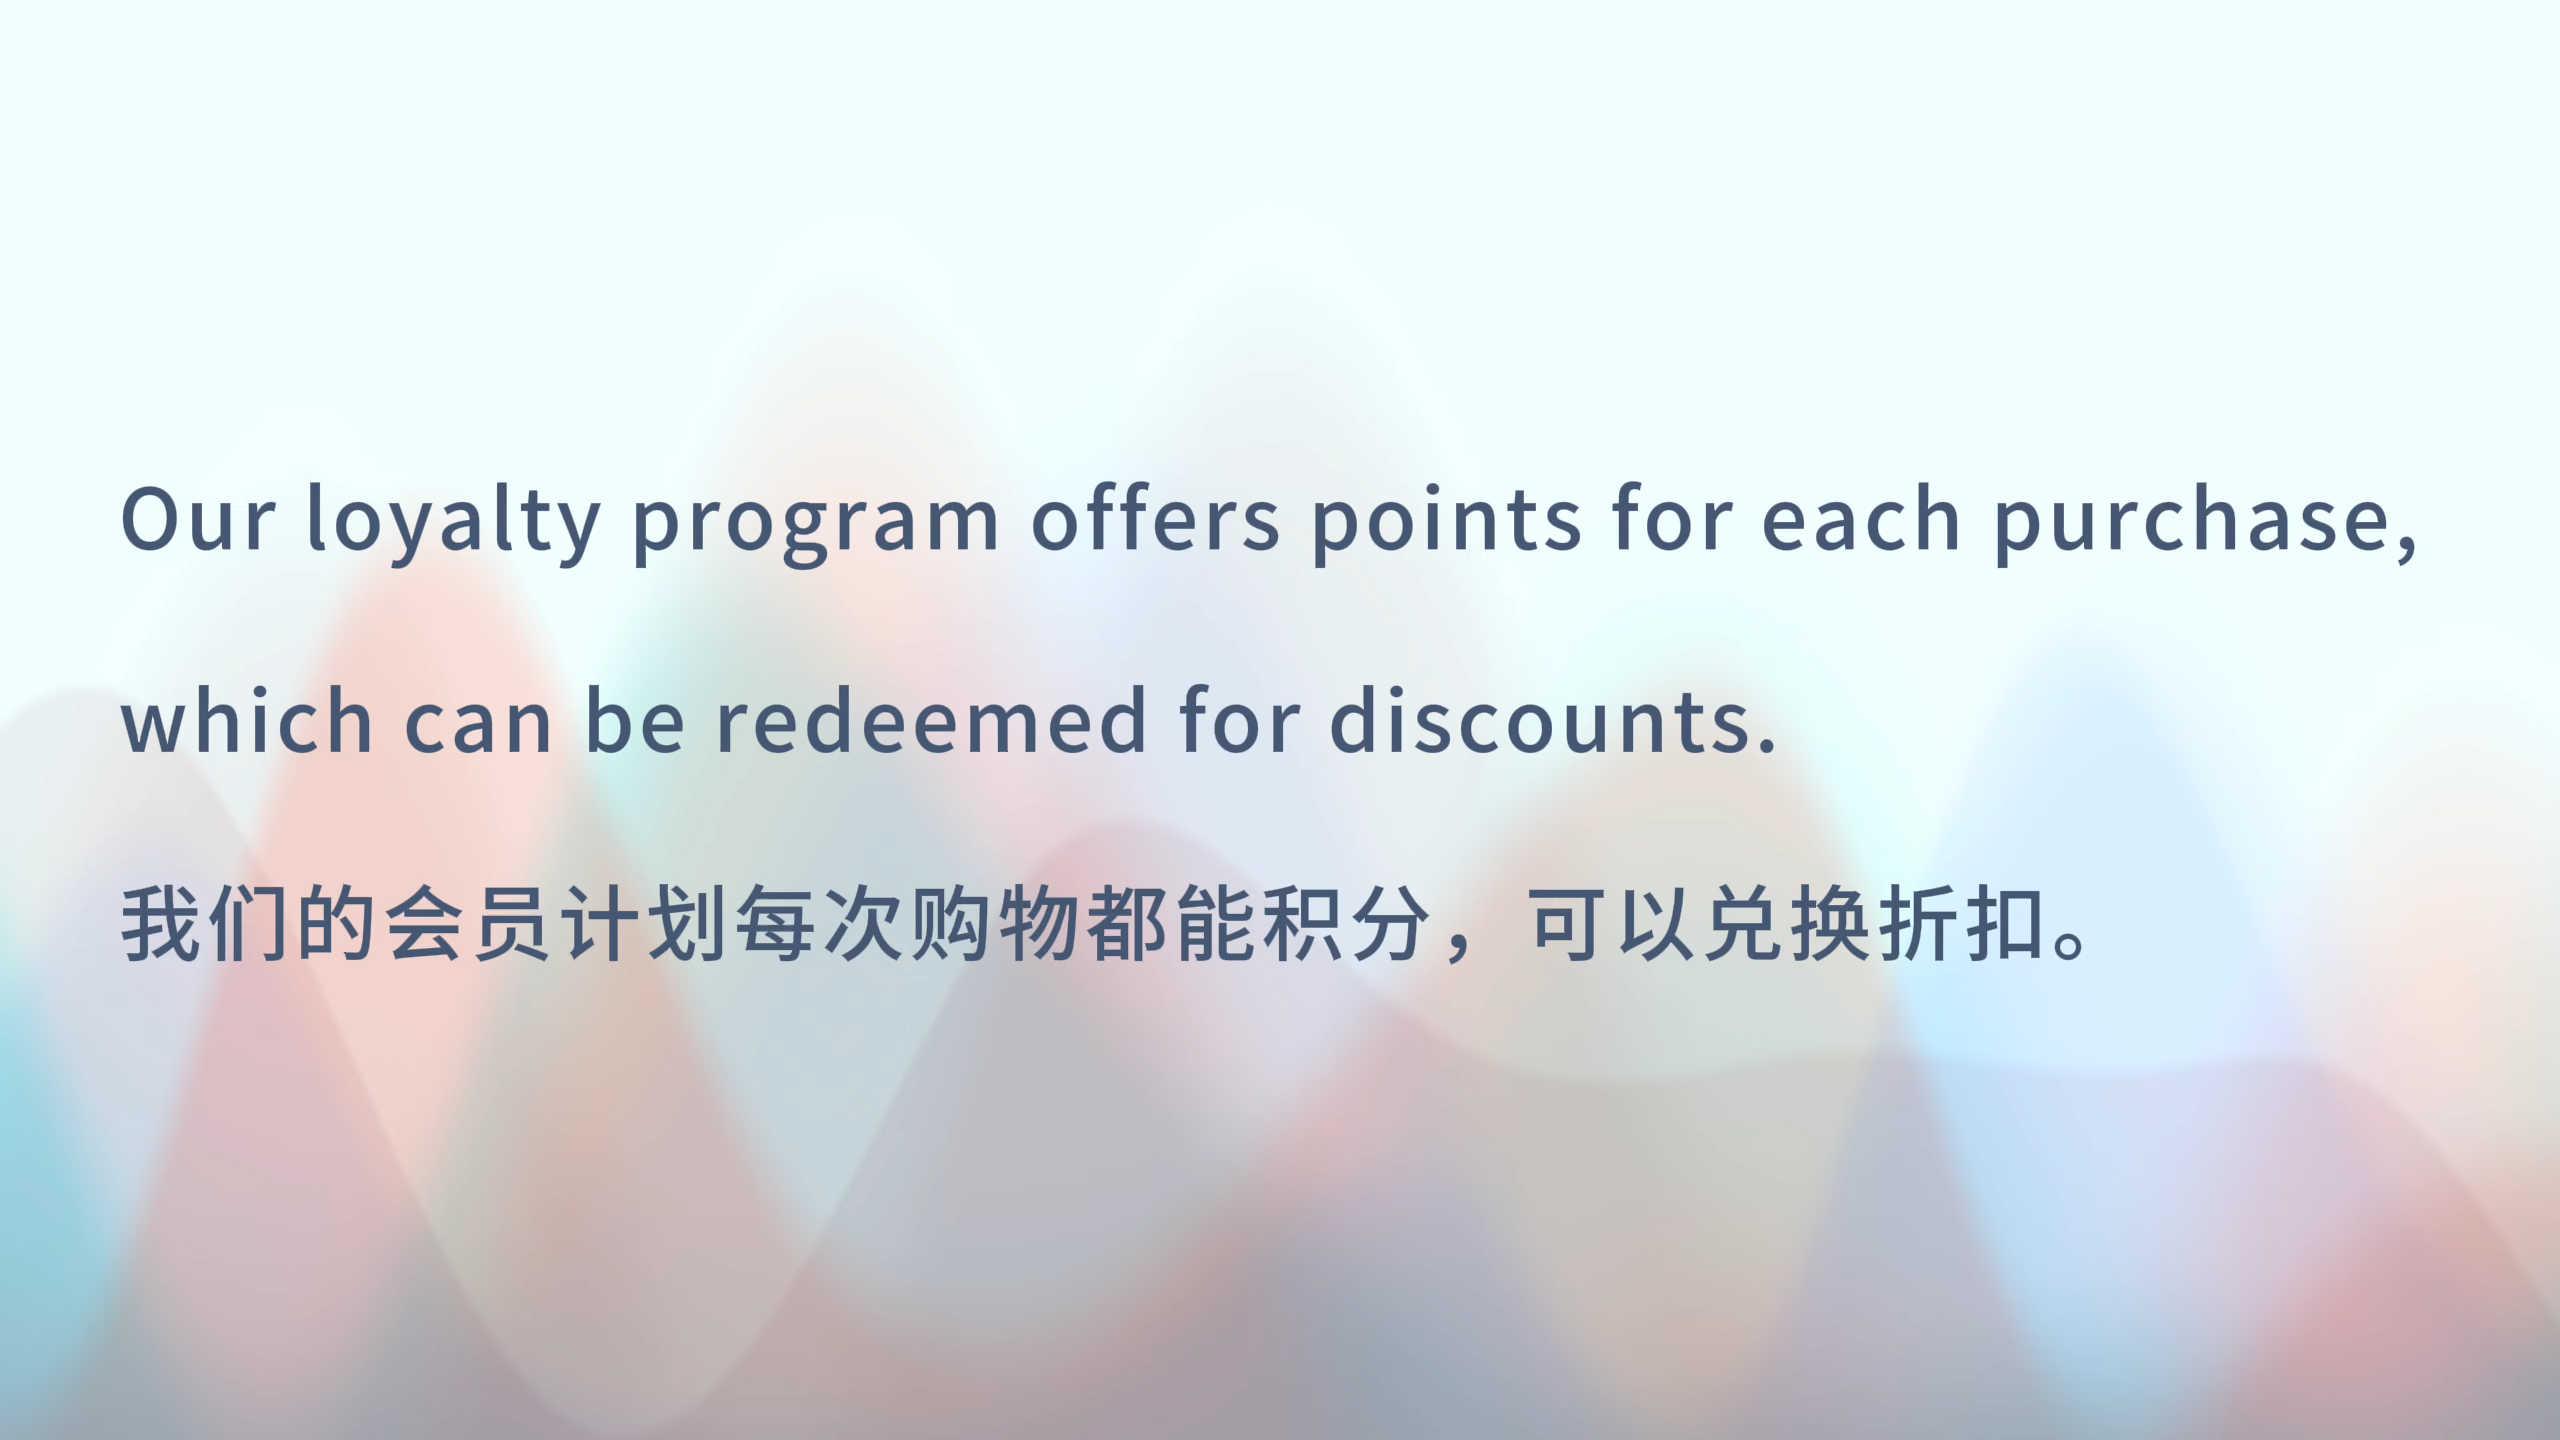 Our loyalty program offers points for each purchase,
which can be redeemed for discounts.
我们的会员计划每次购物都能积分，可以兑换折扣。